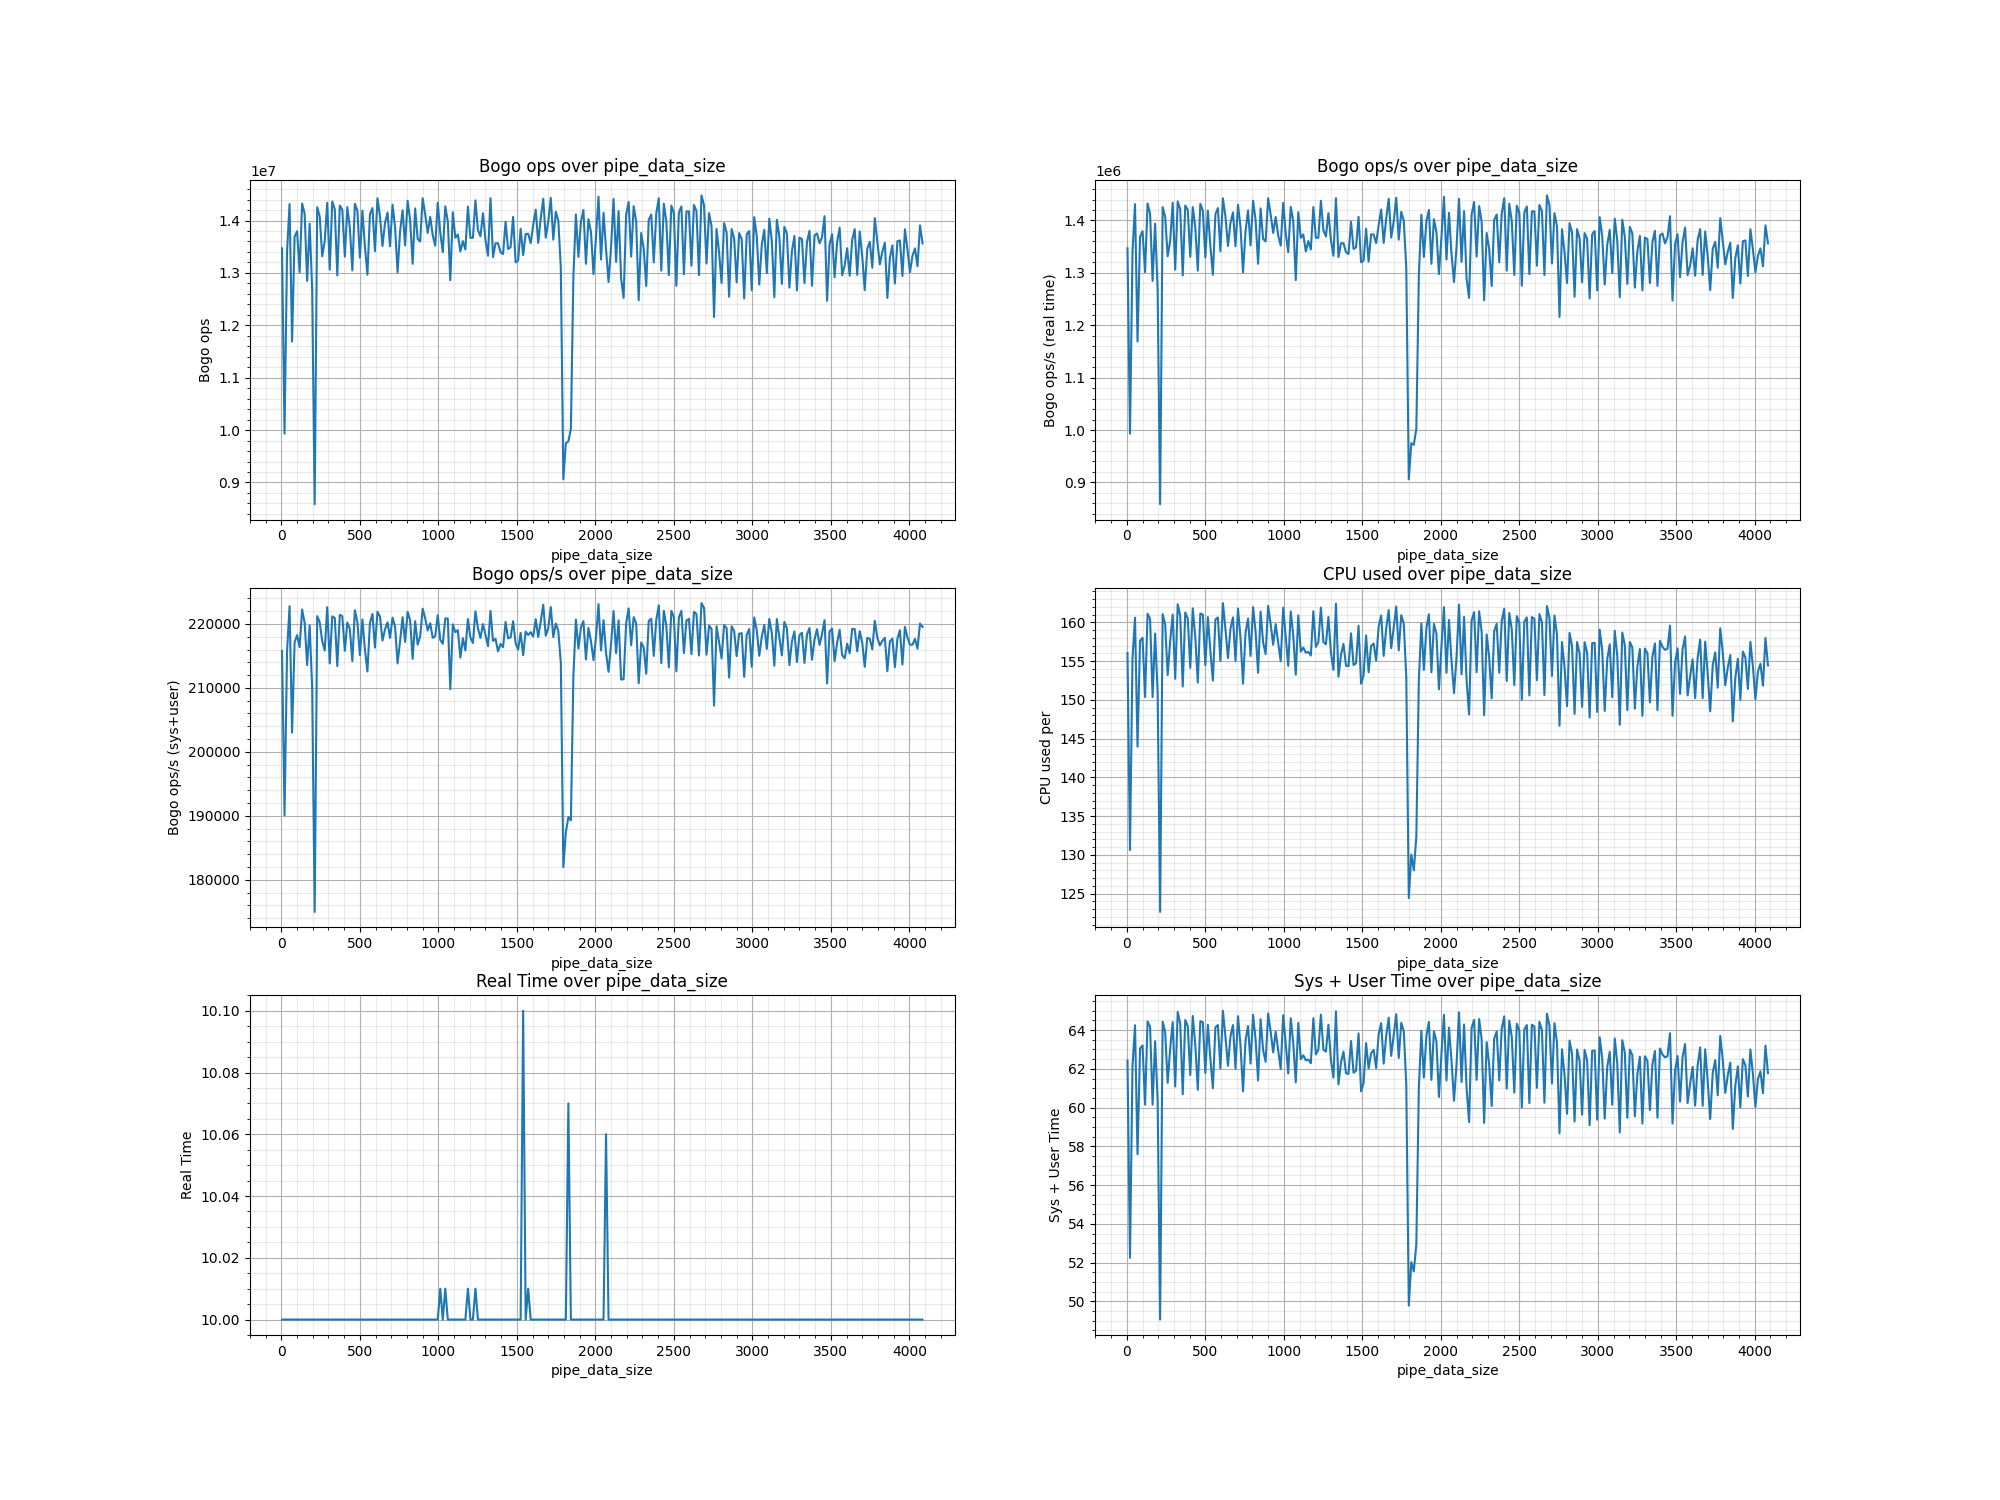 Bogo ops over pipe_data_size
1e7
1.4
1.3
1.2
1.1
1.0
0.9
Bogo ops
0 500 1000 1500 2000 2500 3000 3500 4000
pipe_data_size
Bogo ops/s over pipe_data_size
1e6
1.4
1.3
1.2
1.1
1.0
0.9
Bogo ops/s (real time)
0 500 1000 1500 2000 2500 3000 3500 4000
pipe_data_size
Bogo ops/s over pipe_data_size
220000
210000
200000
190000
180000
Bogo ops/s (sys+user)
0 500 1000 1500 2000 2500 3000 3500 4000
pipe_data_size
CPU used over pipe_data_size
160
155
150
145
140
135
130
125
CPU used per
0 500 1000 1500 2000 2500 3000 3500 4000
pipe_data_size
Real Time over pipe_data_size
10.10
10.08
10.06
10.04
10.02
10.00
Real Time
0 500 1000 1500 2000 2500 3000 3500 4000
pipe_data_size
Sys + User Time over pipe_data_size
64
62
60
58
56
54
52
50
Sys + User Time
0 500 1000 1500 2000 2500 3000 3500 4000
pipe_data_size